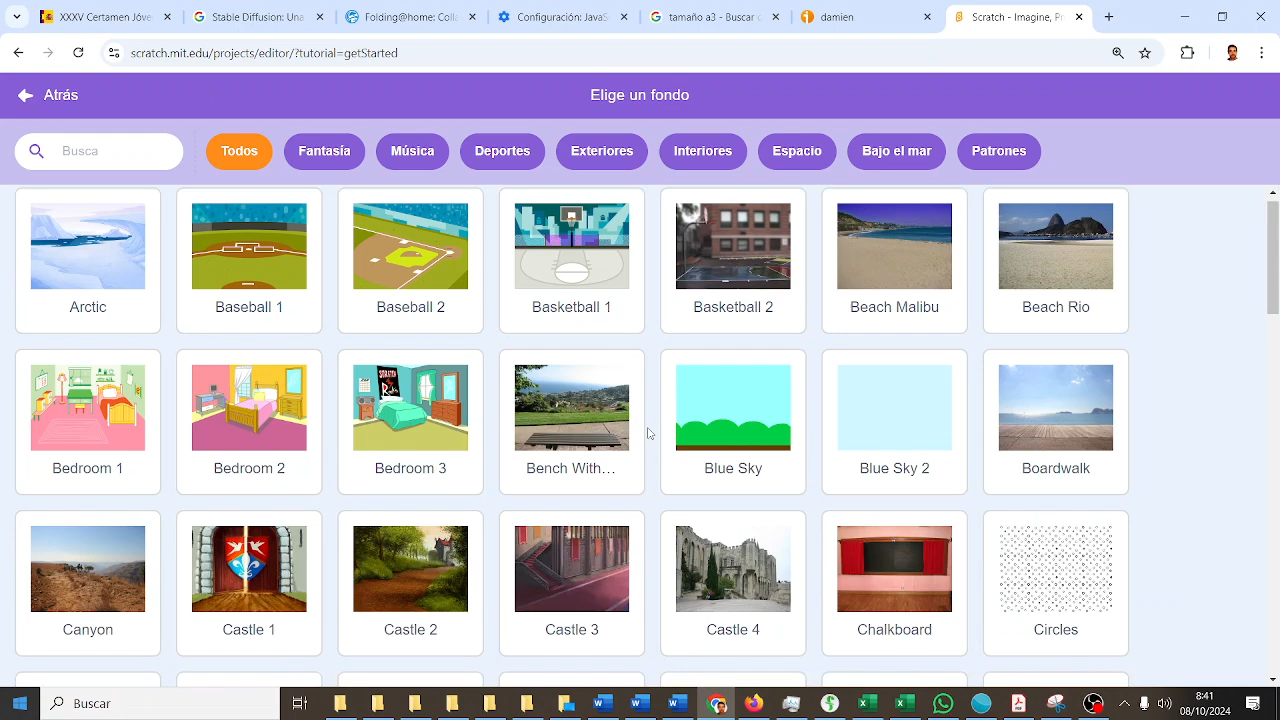 XXXV Certamen Jóve
Stable Diffusion: Una
Folding@home: Colla
Configuración: JavaS
tamaño a3 - Buscar c
damien
Scratch - Imagine, Pr
scratch.mit.edu/projects/editor/?tutorial=getStarted
Atrás
Elige un fondo
Busca
Todos
Fantasía
Música
Deportes
Exteriores
Interiores
Espacio
Bajo el mar
Patrones
Arctic
Baseball 1
Baseball 2
Basketball 1
Basketball 2
Beach Malibu
Beach Rio
Bedroom 1
Bedroom 2
Bedroom 3
Bench With...
Blue Sky
Blue Sky 2
Boardwalk
Canyon
Castle 1
Castle 2
Castle 3
Castle 4
Chalkboard
Circles
Buscar
8:41
08/10/2024